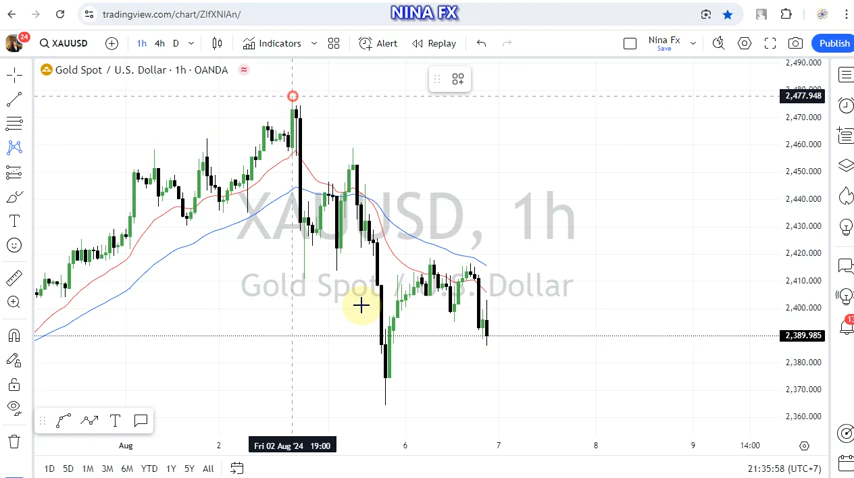 NINA FX
tradingview.com/chart/ZIfXNIAn/
XAUUSD
1h 4h D
Indicators
Alert
Replay
Nina Fx
Save
Publish
Gold Spot / U.S. Dollar · 1h · OANDA
XAUUSD, 1h
Gold Spot / U.S. Dollar
2,490.000
2,477.948
2,470.000
2,460.000
2,450.000
2,440.000
2,430.000
2,420.000
2,410.000
2,400.000
2,389.985
2,380.000
2,370.000
2,360.000
Aug
2
Fri 02 Aug '24 19:00
6
7
8
9
14:00
1D 5D 1M 3M 6M YTD 1Y 5Y All
21:35:58 (UTC+7)